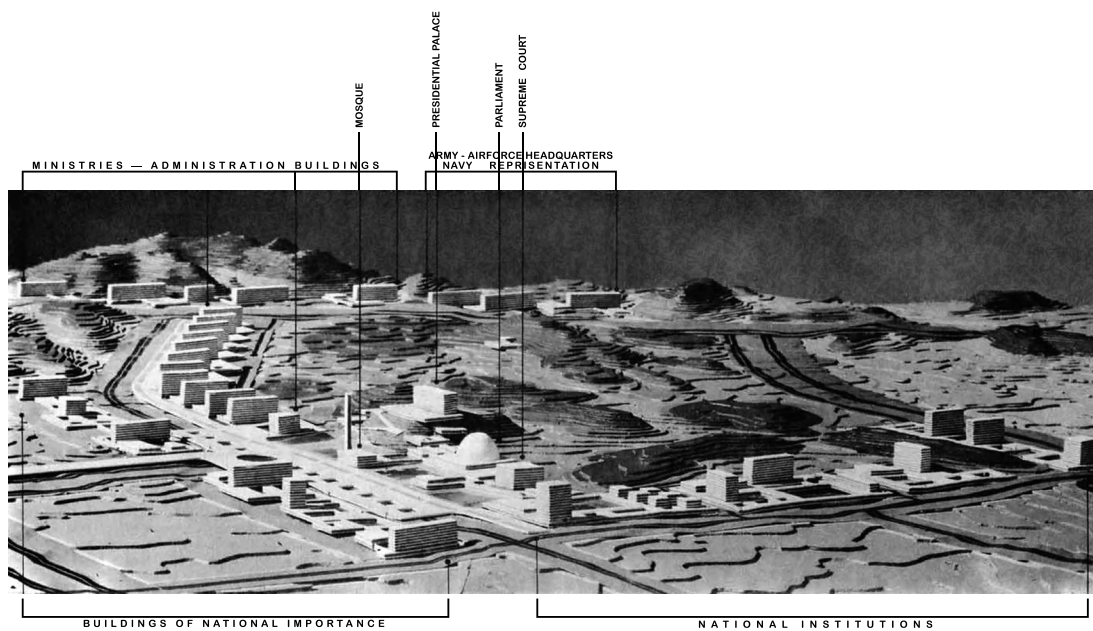 PRESIDENTIAL PALACE
SUPREME COURT
PARLIAMENT
MOSQUE
ARMY - AIRFORCE HEADQUARTERS
MINISTRIES — ADMINISTRATION BUILDINGS
NAVY REPRISENTATION
BUILDINGS OF NATIONAL IMPORTANCE
NATIONAL INSTITUTIONS